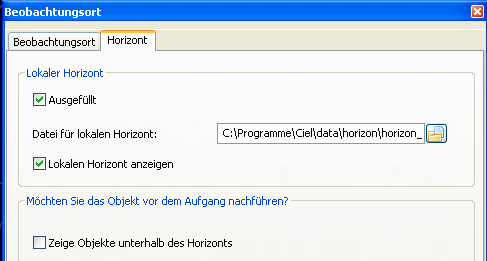 Beobachtungsort
Beobachtungsort Horizont
Lokaler Horizont
Ausgefüllt
Datei für lokalen Horizont: C:\Programme\Ciel\data\horizon\horizon_
Lokalen Horizont anzeigen
Möchten Sie das Objekt vor dem Aufgang nachführen?
Zeige Objekte unterhalb des Horizonts